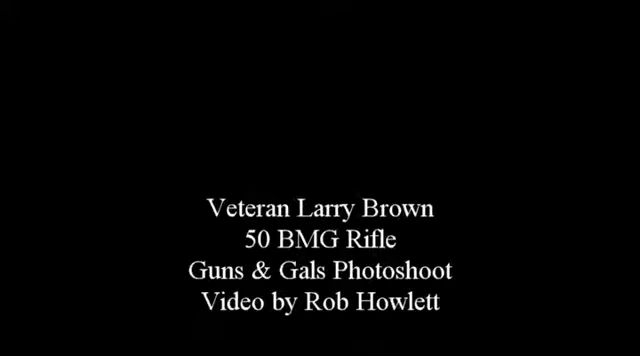 Veteran Larry Brown
50 BMG Rifle
Guns & Gals Photoshoot
Video by Rob Howlett